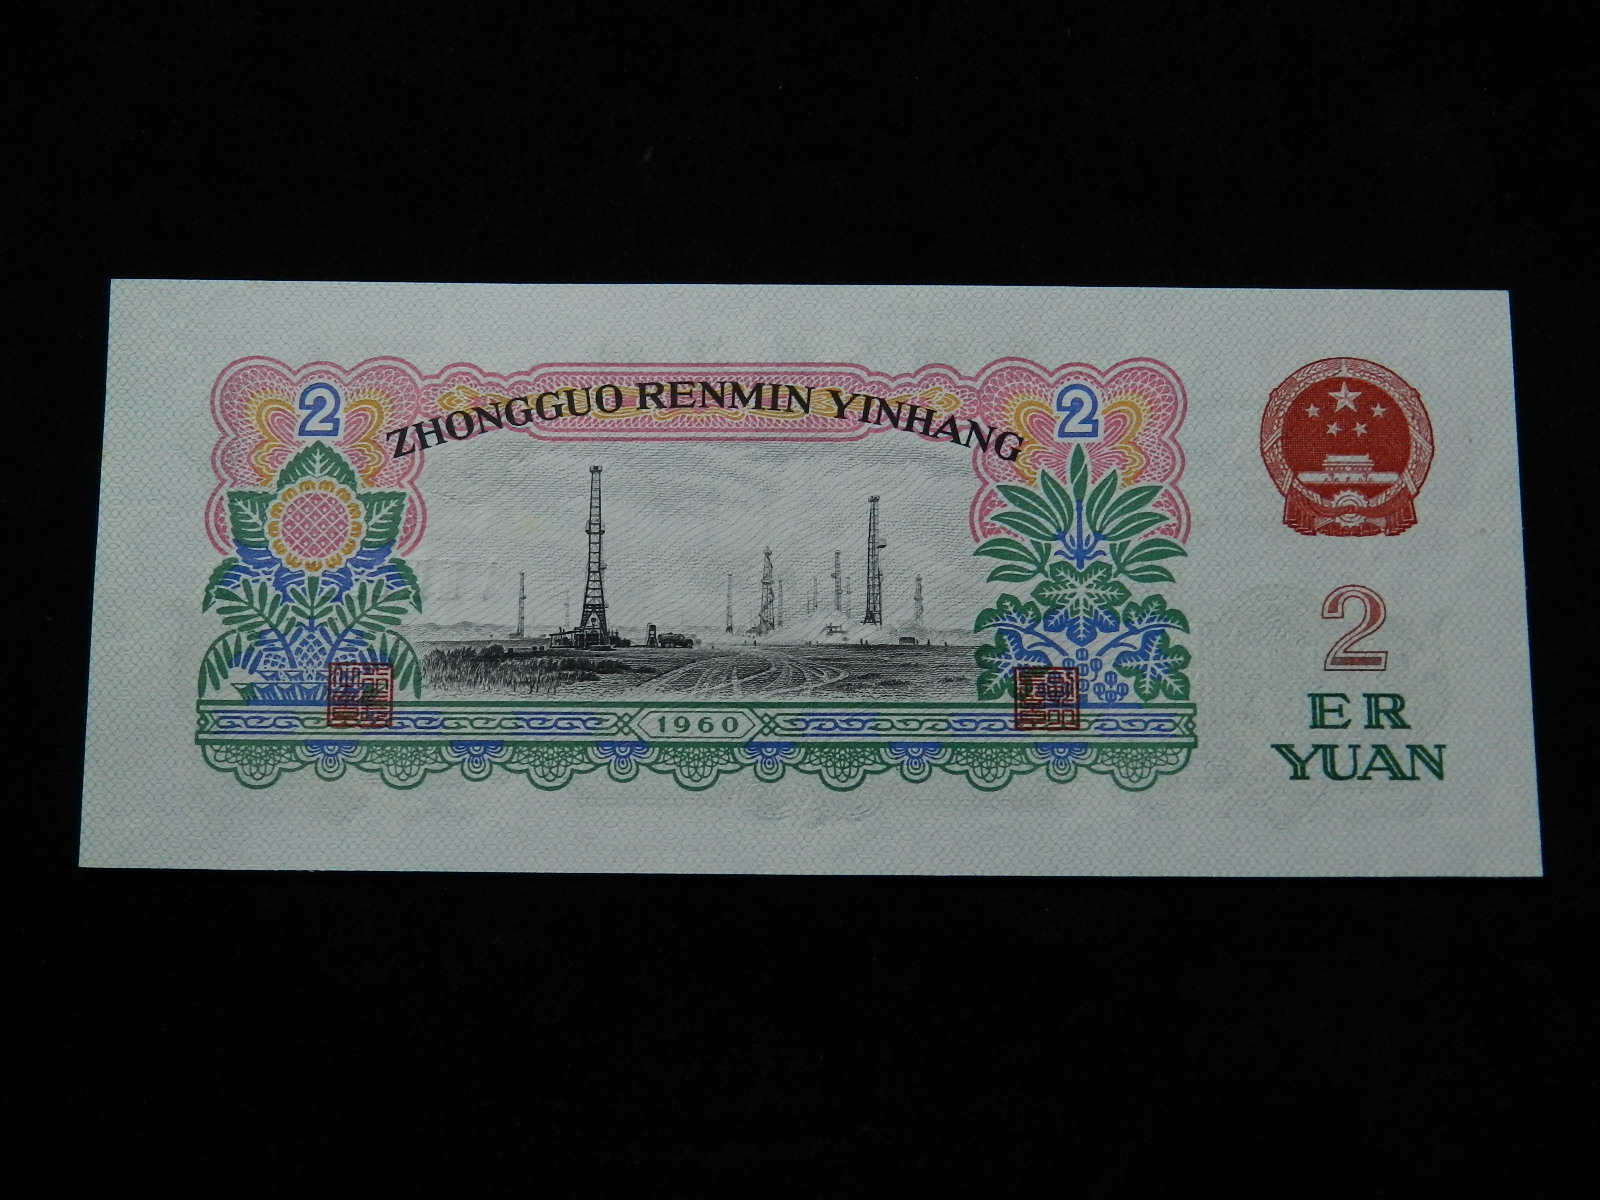 ZHONGGUO RENMIN YINHANG
2
2
1960
2
ER
YUAN